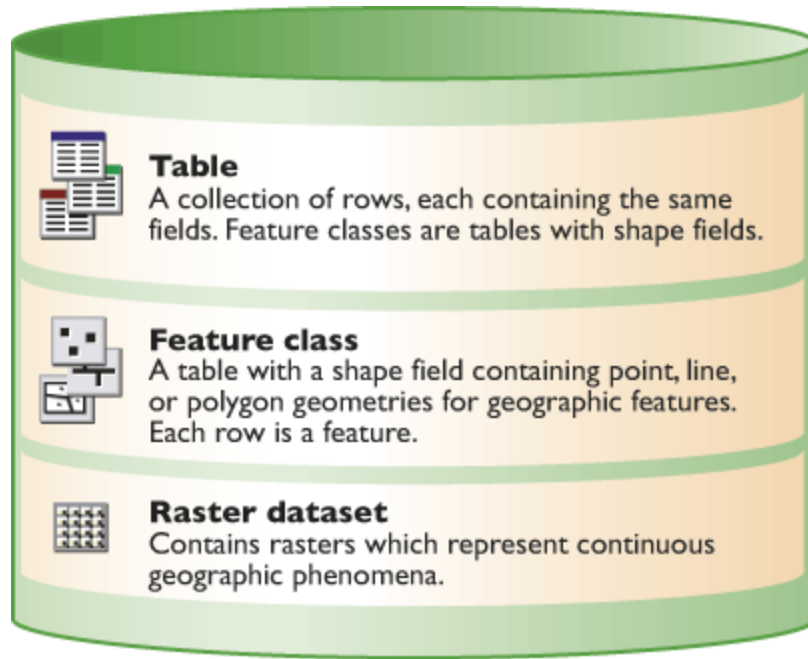 Table
A collection of rows, each containing the same
fields. Feature classes are tables with shape fields.
Feature class
A table with a shape field containing point, line,
or polygon geometries for geographic features.
Each row is a feature.
Raster dataset
Contains rasters which represent continuous
geographic phenomena.